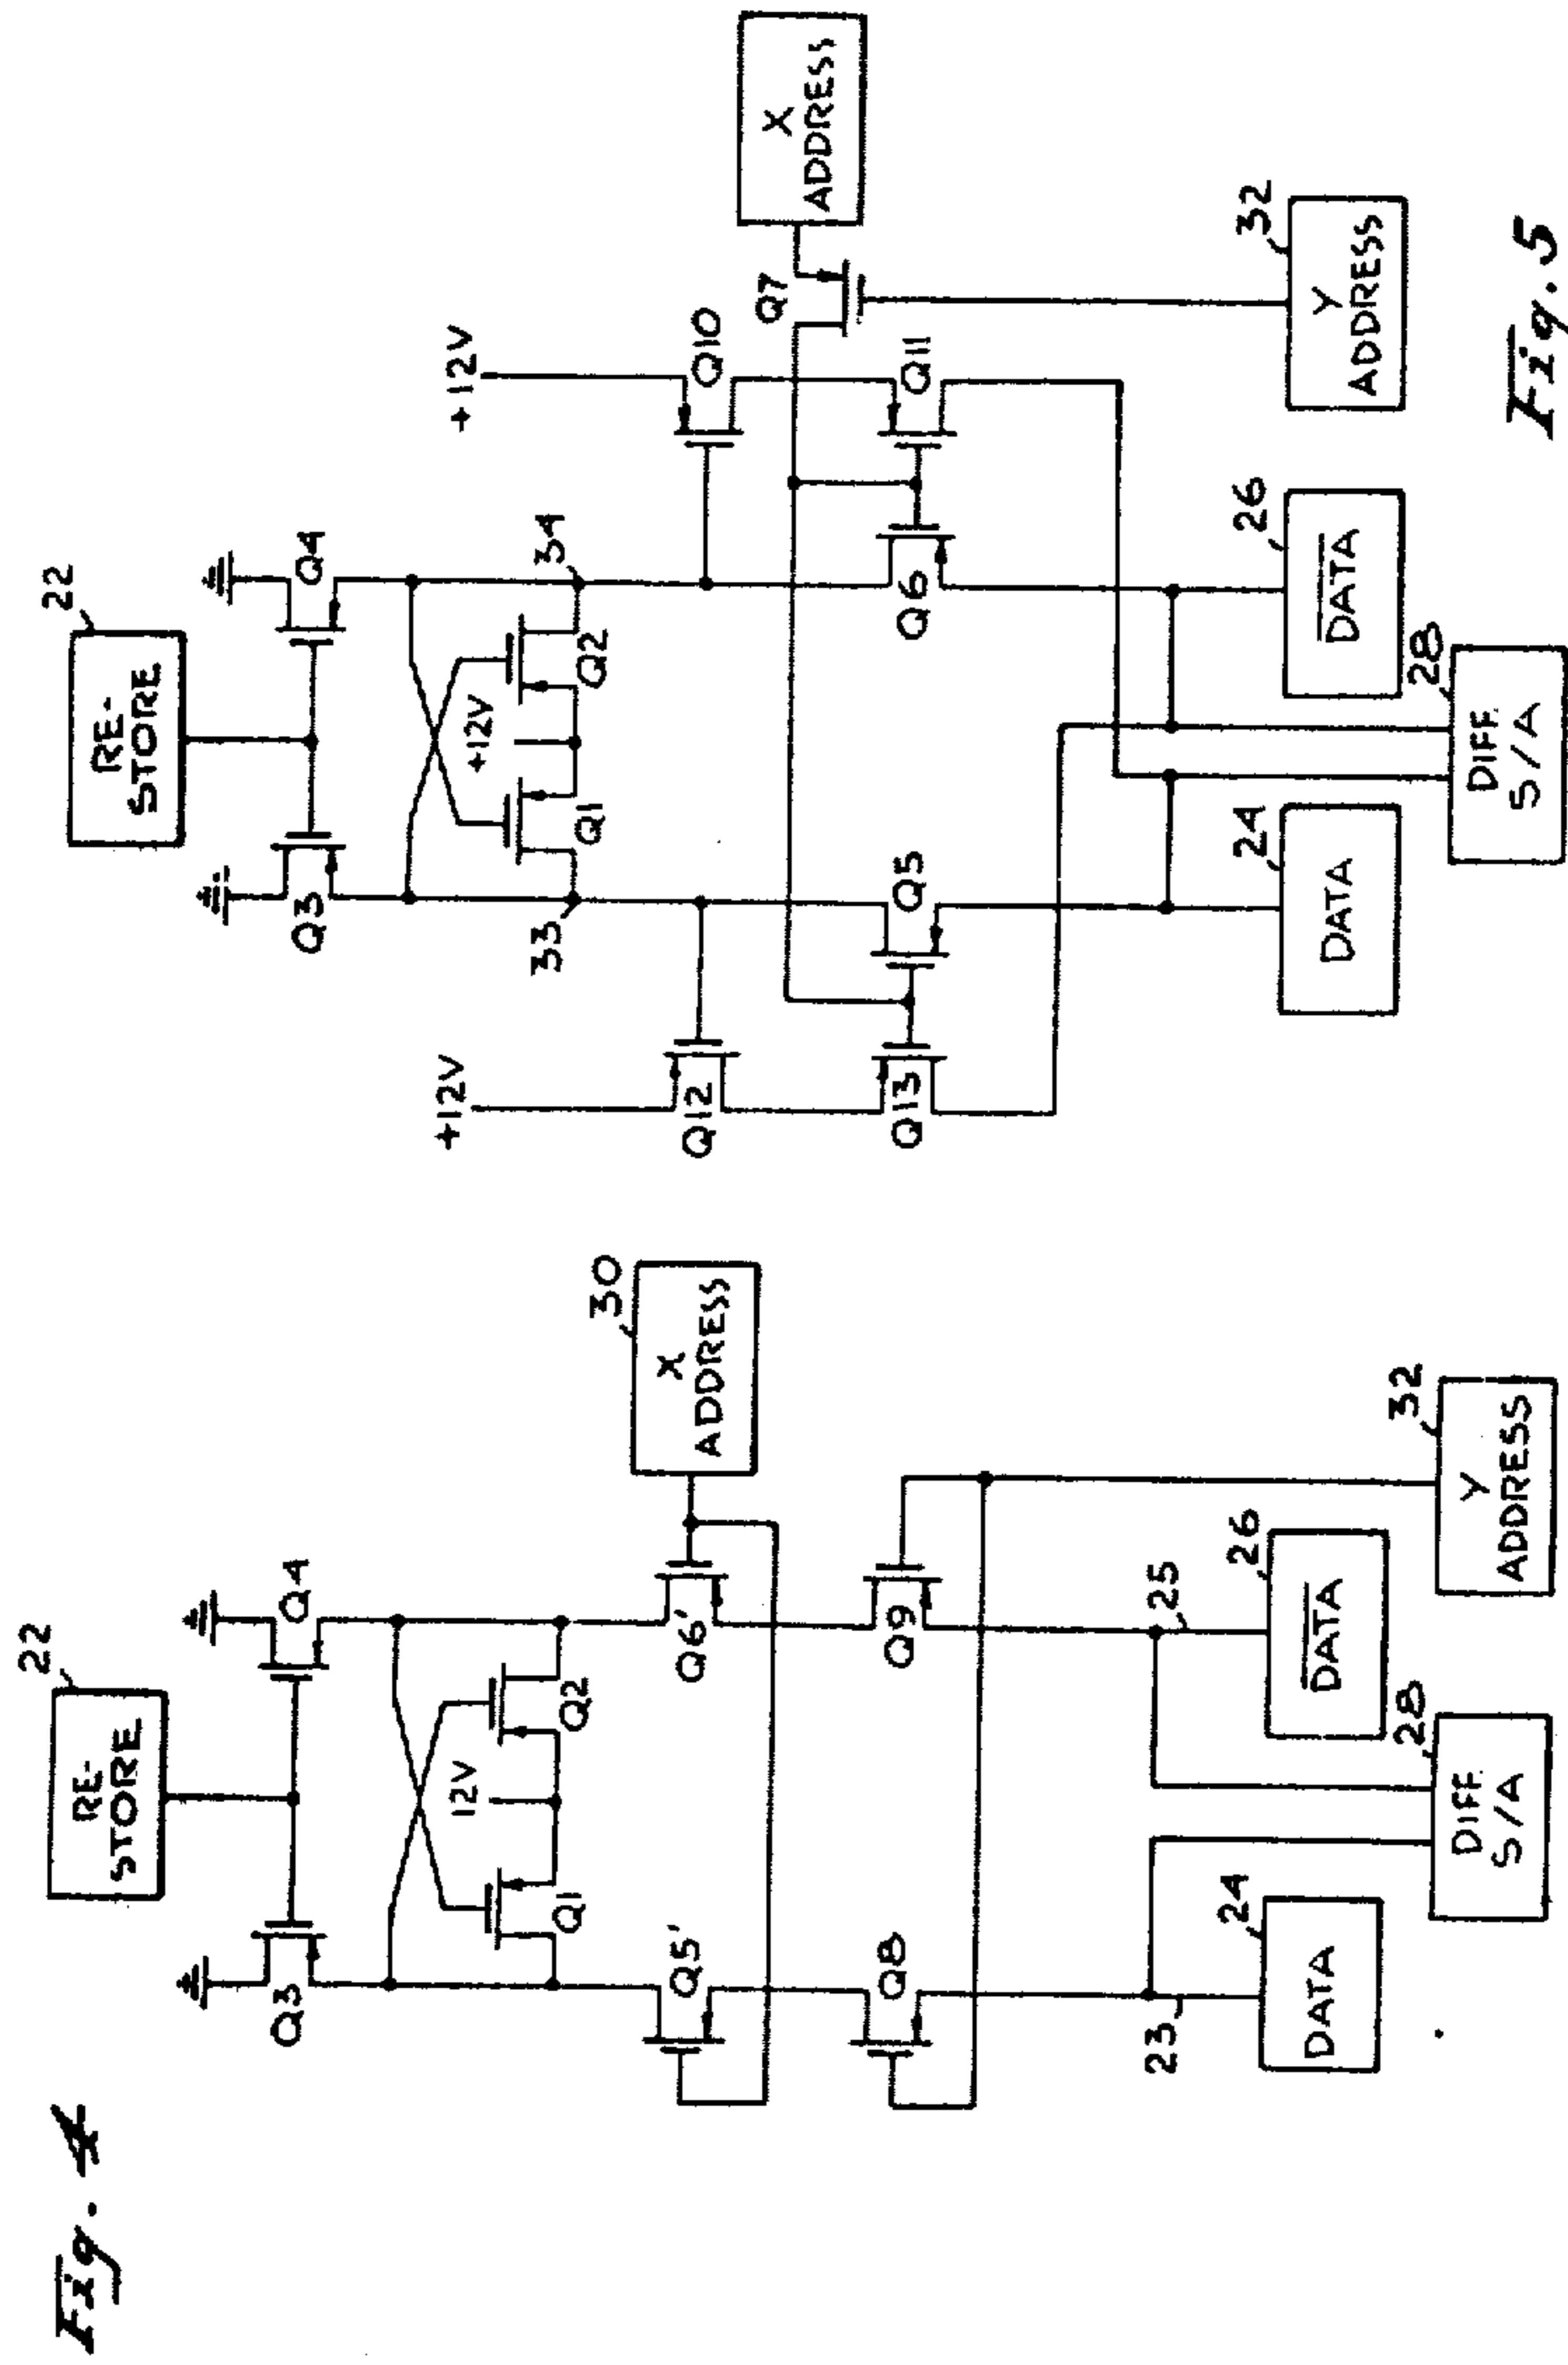 Fig. 4
22
RE-
STORE
Q3
Q4
12V
Q1
Q2
30
X
ADDRESS
Q5'
Q6'
Q8
Q9
23
25
24
DATA
26
DATA
28
DIFF.
S/A
32
Y
ADDRESS
22
RE-
STORE
Q3
Q4
+12V
+12V
+12V
33
34
Q1
Q2
Q12
Q10
Q7
X
ADDRESS
Q13
Q5
Q6
Q11
24
DATA
26
DATA
28
DIFF.
S/A
32
Y
ADDRESS
Fig. 5